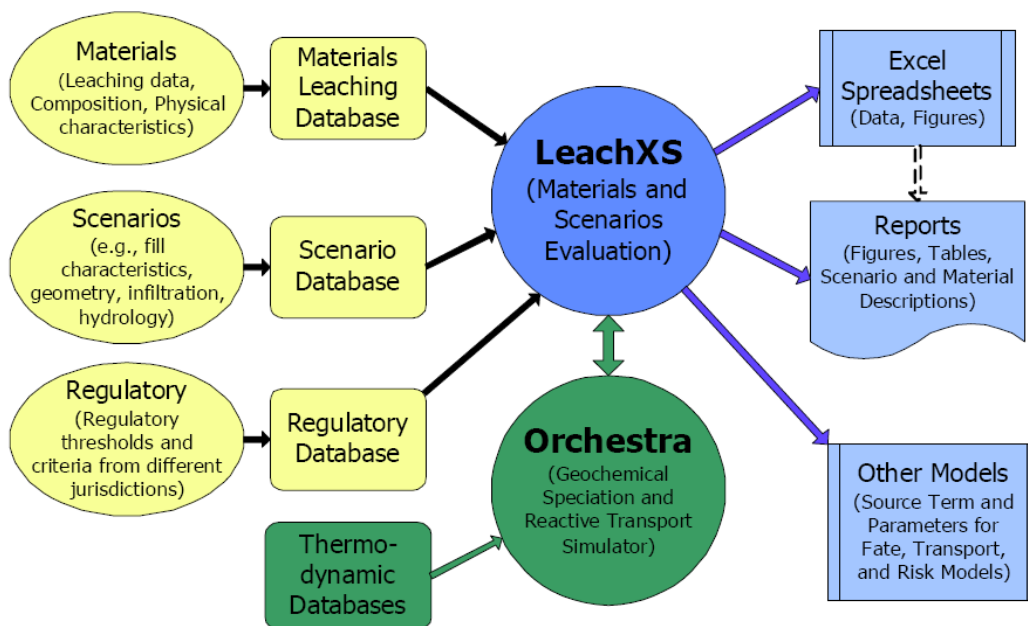 Materials
(Leaching data,
Composition, Physical
characteristics)
Materials
Leaching
Database
Scenarios
(e.g., fill
characteristics,
geometry, infiltration,
hydrology)
Scenario
Database
Regulatory
(Regulatory
thresholds and
criteria from different
jurisdictions)
Regulatory
Database
Thermo-
dynamic
Databases
LeachXS
(Materials and
Scenarios
Evaluation)
Orchestra
(Geochemical
Speciation and
Reactive Transport
Simulator)
Excel
Spreadsheets
(Data, Figures)
Reports
(Figures, Tables,
Scenario and Material
Descriptions)
Other Models
(Source Term and
Parameters for
Fate, Transport,
and Risk Models)